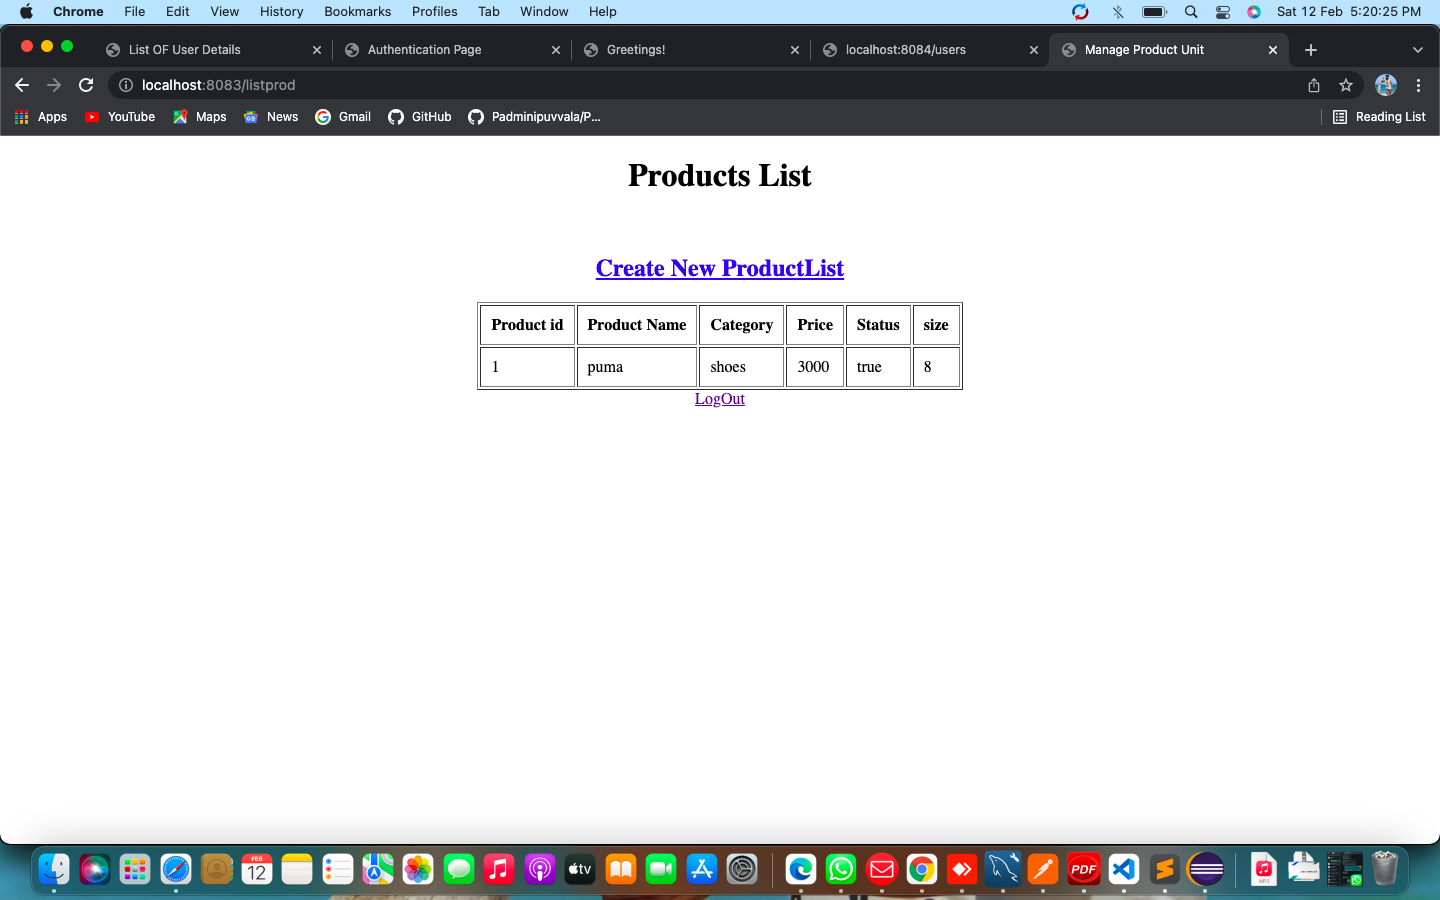 Chrome File Edit View History Bookmarks Profiles Tab Window Help Sat 12 Feb 5:20:25 PM
List OF User Details Authentication Page Greetings! localhost:8084/users Manage Product Unit
localhost:8083/listprod
Apps YouTube Maps News Gmail GitHub Padminipuvvala/P... Reading List
Products List
Create New ProductList
Product id Product Name Category Price Status size
1 puma shoes 3000 true 8
LogOut
FEB
12
tv
PDF
MP3